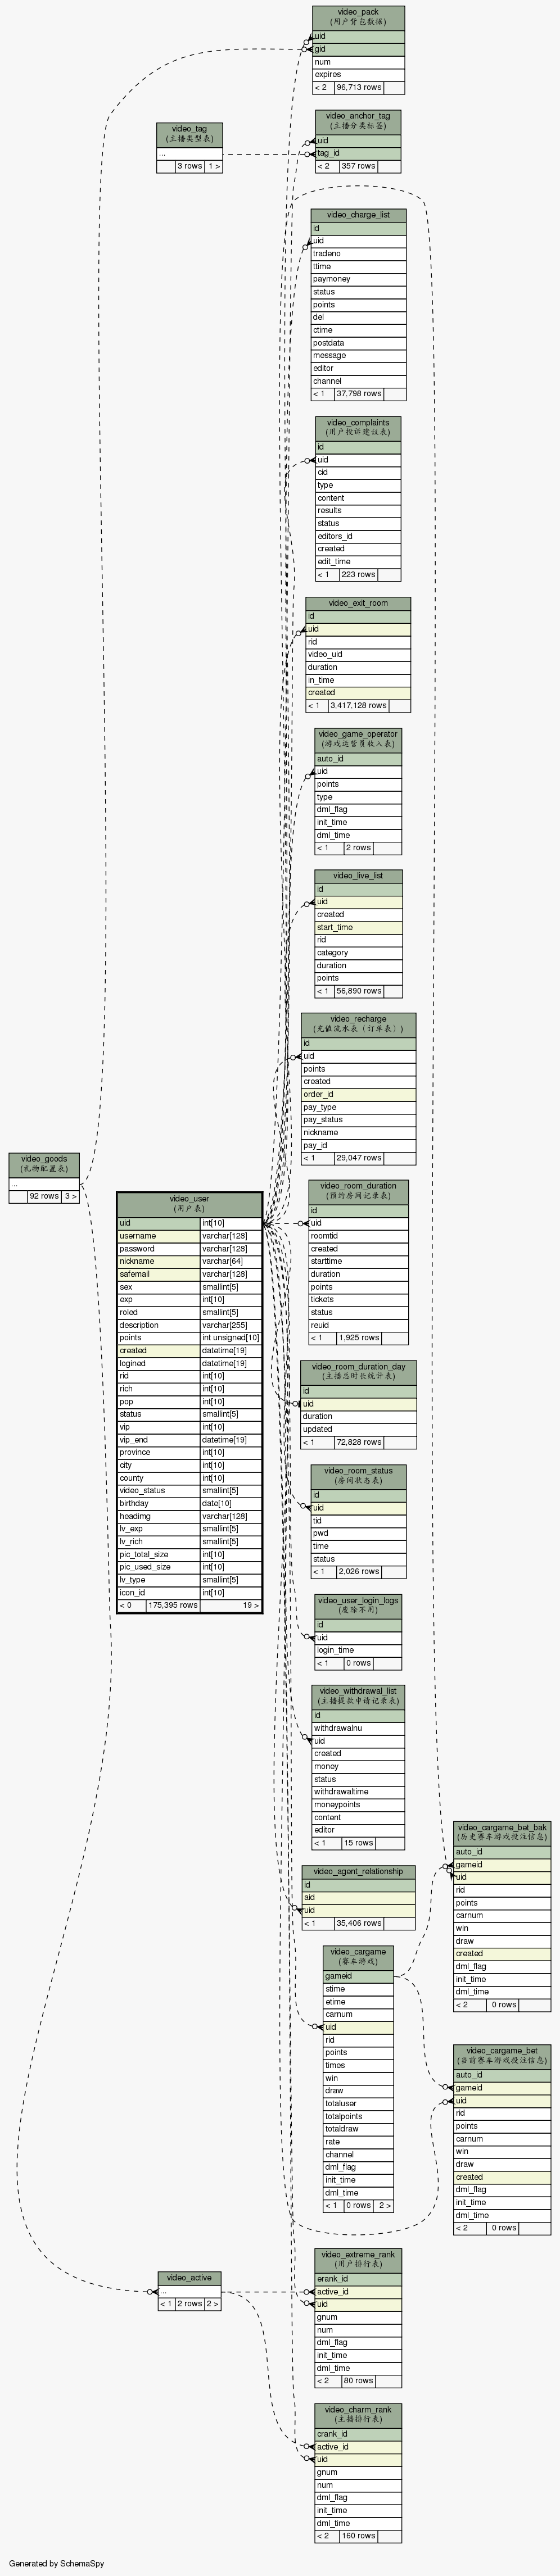 video_pack
(用户背包数据)
uid
gid
num
expires
< 2 96,713 rows
video_tag
(主播类型表)
...
3 rows 1 >
video_anchor_tag
(主播分类标签)
uid
tag_id
< 2 357 rows
video_charge_list
id
uid
tradeno
ttime
paymoney
status
points
del
ctime
postdata
message
editor
channel
< 1 37,798 rows
video_complaints
(用户投诉建议表)
id
uid
cid
type
content
results
status
editors_id
created
edit_time
< 1 223 rows
video_exit_room
id
uid
rid
video_uid
duration
in_time
created
< 1 3,417,128 rows
video_game_operator
(游戏运营员收入表)
auto_id
uid
points
type
dml_flag
init_time
dml_time
< 1 2 rows
video_live_list
id
uid
created
start_time
rid
category
duration
points
< 1 56,890 rows
video_recharge
(充值流水表（订单表）)
id
uid
points
created
order_id
pay_type
pay_status
nickname
pay_id
< 1 29,047 rows
video_goods
(礼物配置表)
...
92 rows 3 >
video_user
(用户表)
uid int[10]
username varchar[128]
password varchar[128]
nickname varchar[64]
safemail varchar[128]
sex smallint[5]
exp int[10]
roled smallint[5]
description varchar[255]
points int unsigned[10]
created datetime[19]
logined datetime[19]
rid int[10]
rich int[10]
pop int[10]
status smallint[5]
vip int[10]
vip_end datetime[19]
province int[10]
city int[10]
county int[10]
video_status smallint[5]
birthday date[10]
headimg varchar[128]
lv_exp smallint[5]
lv_rich smallint[5]
pic_total_size int[10]
pic_used_size int[10]
lv_type smallint[5]
icon_id int[10]
< 0 175,395 rows 19 >
video_room_duration
(预约房间记录表)
id
uid
roomtid
created
starttime
duration
points
tickets
status
reuid
< 1 1,925 rows
video_room_duration_day
(主播总时长统计表)
id
uid
duration
updated
< 1 72,828 rows
video_room_status
(房间状态表)
id
uid
tid
pwd
time
status
< 1 2,026 rows
video_user_login_logs
(废除不用)
id
uid
login_time
< 1 0 rows
video_withdrawal_list
(主播提款申请记录表)
id
withdrawalnu
uid
created
money
status
withdrawaltime
moneypoints
content
editor
< 1 15 rows
video_agent_relationship
id
aid
uid
< 1 35,406 rows
video_cargame_bet_bak
(历史赛车游戏投注信息)
auto_id
gameid
uid
rid
points
carnum
win
draw
created
dml_flag
init_time
dml_time
< 2 0 rows
video_cargame
(赛车游戏)
gameid
stime
etime
carnum
uid
rid
points
times
win
draw
totaluser
totalpoints
totaldraw
rate
channel
dml_flag
init_time
dml_time
< 1 0 rows 2 >
video_cargame_bet
(当前赛车游戏投注信息)
auto_id
gameid
uid
rid
points
carnum
win
draw
created
dml_flag
init_time
dml_time
< 2 0 rows
video_active
...
< 1 2 rows 2 >
video_extreme_rank
(用户排行表)
erank_id
active_id
uid
gnum
num
dml_flag
init_time
dml_time
< 2 80 rows
video_charm_rank
(主播排行表)
crank_id
active_id
uid
gnum
num
dml_flag
init_time
dml_time
< 2 160 rows
Generated by SchemaSpy